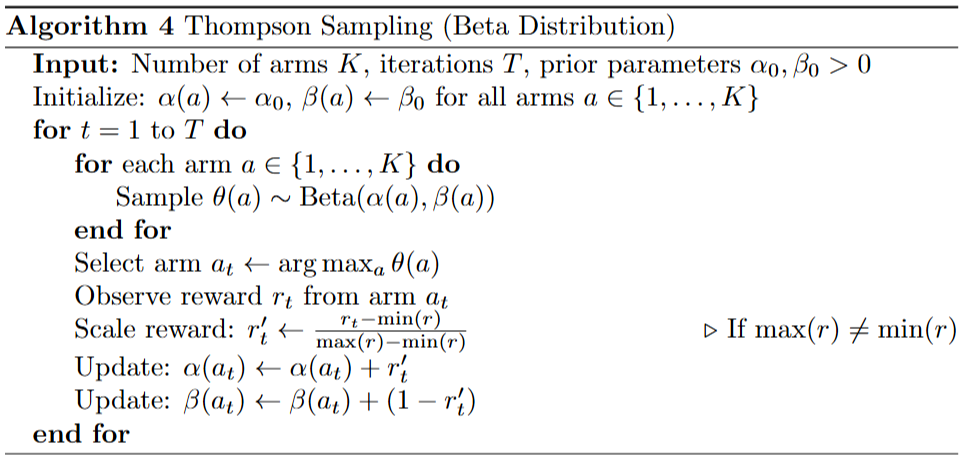 Algorithm 4 Thompson Sampling (Beta Distribution)
Input: Number of arms K, iterations T, prior parameters α₀, β₀ > 0
Initialize: α(a) ← α₀, β(a) ← β₀ for all arms a ∈ {1, . . . , K}
for t = 1 to T do
for each arm a ∈ {1, . . . , K} do
Sample θ(a) ∼ Beta(α(a), β(a))
end for
Select arm aₜ ← arg maxₐ θ(a)
Observe reward rₜ from arm aₜ
Scale reward: r′ₜ ← (rₜ−min(r))/(max(r)−min(r)) ▷ If max(r) ≠ min(r)
Update: α(aₜ) ← α(aₜ) + r′ₜ
Update: β(aₜ) ← β(aₜ) + (1 − r′ₜ)
end for